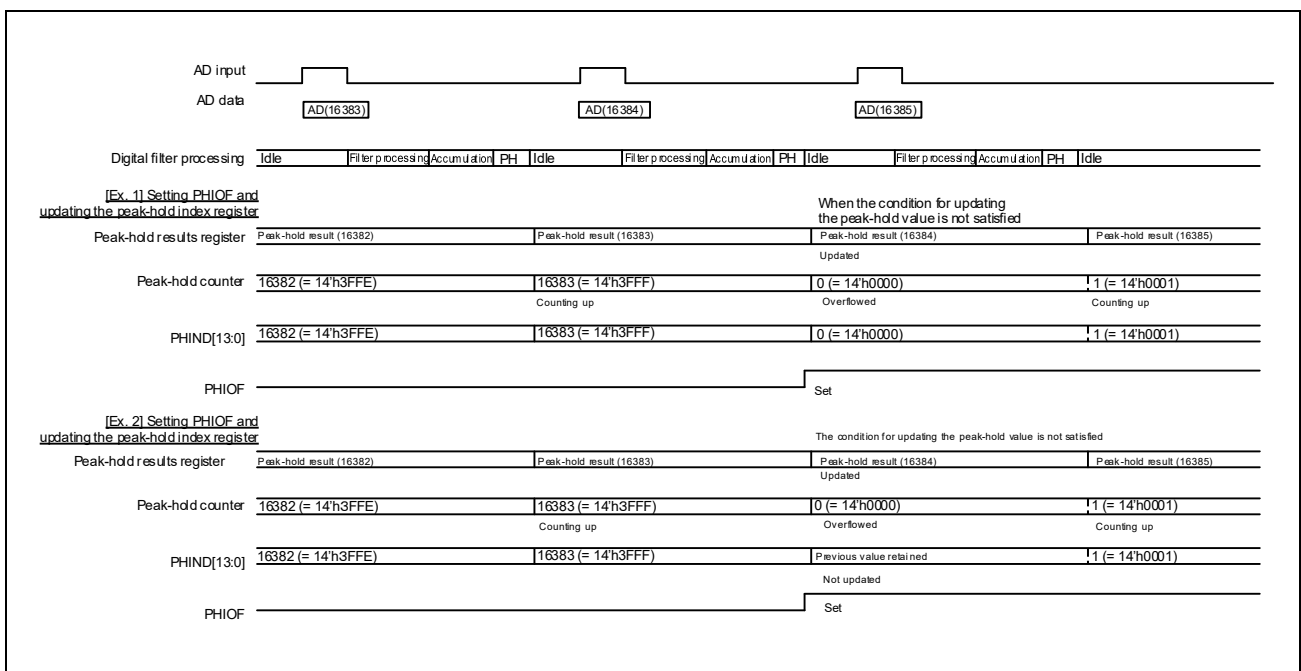 AD input
AD data
AD(16383) AD(16384) AD(16385)
Digital filter processing Idle Filter processing Accumulation PH Idle Filter processing Accumulation PH Idle Filter processing Accumulation PH Idle
[Ex. 1] Setting PHIOF and
updating the peak-hold index register
When the condition for updating
the peak-hold value is not satisfied
Peak-hold results register Peak-hold result (16382) Peak-hold result (16383) Peak-hold result (16384) Peak-hold result (16385)
Updated
Peak-hold counter 16382 (= 14'h3FFE) 16383 (= 14'h3FFF) 0 (= 14'h0000) 1 (= 14'h0001)
Counting up Overflowed Counting up
PHIND[13:0] 16382 (= 14'h3FFE) 16383 (= 14'h3FFF) 0 (= 14'h0000) 1 (= 14'h0001)
PHIOF Set
[Ex. 2] Setting PHIOF and
updating the peak-hold index register
The condition for updating the peak-hold value is not satisfied
Peak-hold results register Peak-hold result (16382) Peak-hold result (16383) Peak-hold result (16384) Peak-hold result (16385)
Updated
Peak-hold counter 16382 (= 14'h3FFE) 16383 (= 14'h3FFF) 0 (= 14'h0000) 1 (= 14'h0001)
Counting up Overflowed Counting up
PHIND[13:0] 16382 (= 14'h3FFE) 16383 (= 14'h3FFF) Previous value retained 1 (= 14'h0001)
Not updated
PHIOF Set